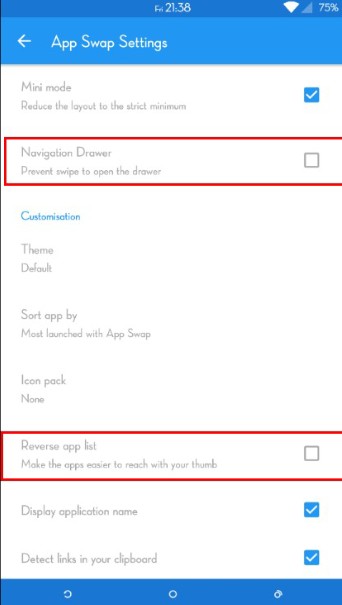 Fri 21:38 75%
App Swap Settings
Mini mode
Reduce the layout to the strict minimum
Navigation Drawer
Prevent swipe to open the drawer
Customisation
Theme
Default
Sort app by
Most launched with App Swap
Icon pack
None
Reverse app list
Make the apps easier to reach with your thumb
Display application name
Detect links in your clipboard